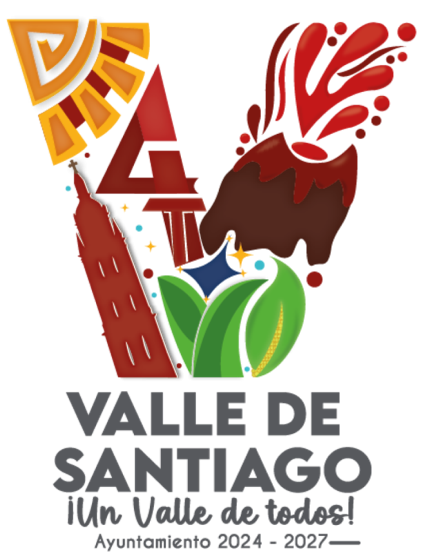 VALLE DE
SANTIAGO
¡Un Valle de todos!
Ayuntamiento 2024 - 2027